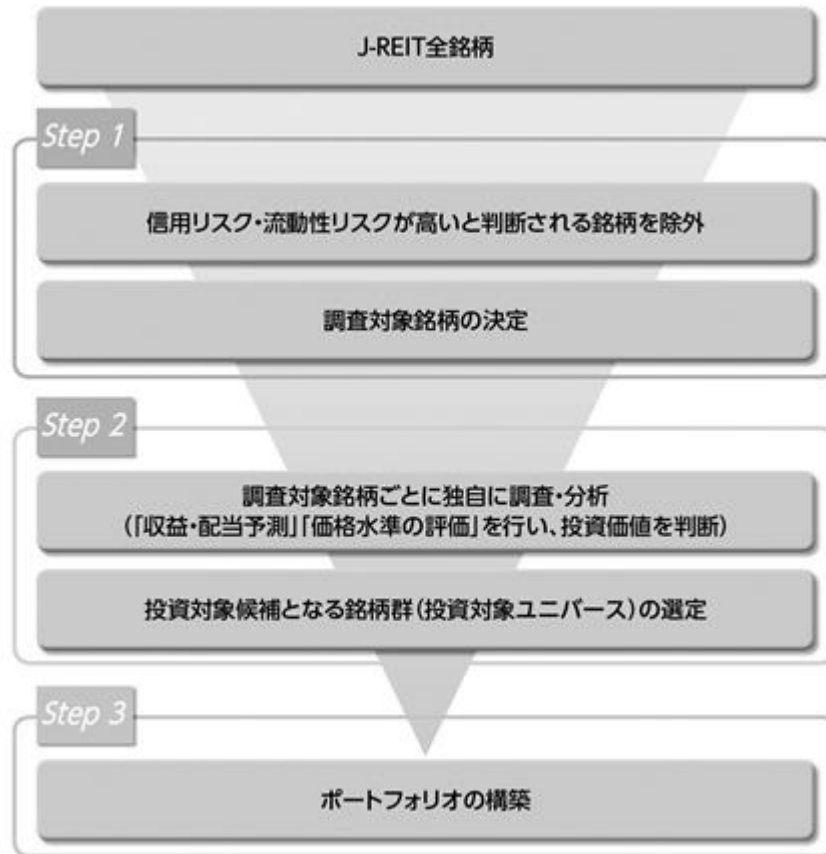 J-REIT全銘柄
Step 1
信用リスク・流動性リスクが高いと判断される銘柄を除外
調査対象銘柄の決定
Step 2
調査対象銘柄ごとに独自に調査・分析
(「収益・配当予測」「価格水準の評価」を行い、投資価値を判断)
投資対象候補となる銘柄群(投資対象ユニバース)の選定
Step 3
ポートフォリオの構築